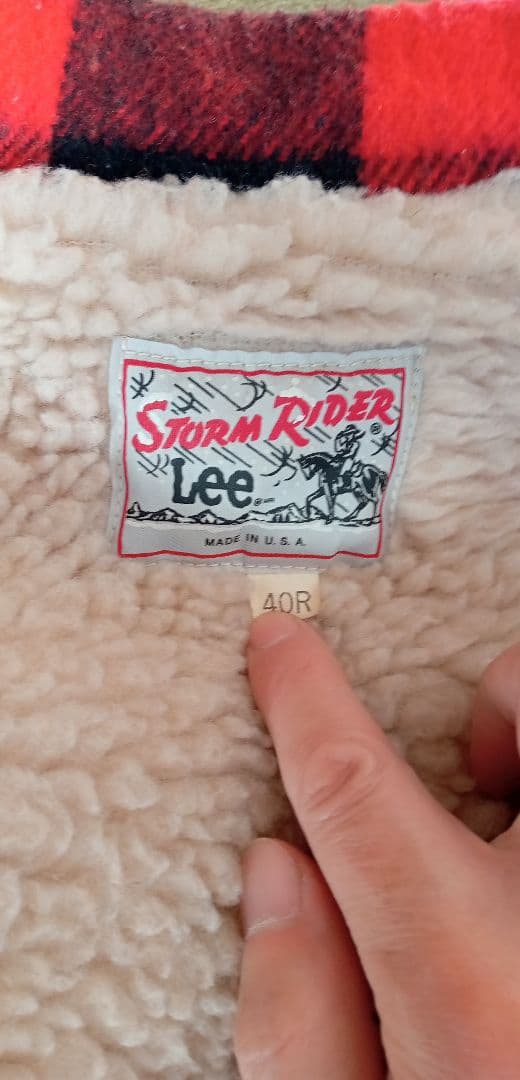 STORM RIDER
®
Lee
MADE IN U. S. A.
40R